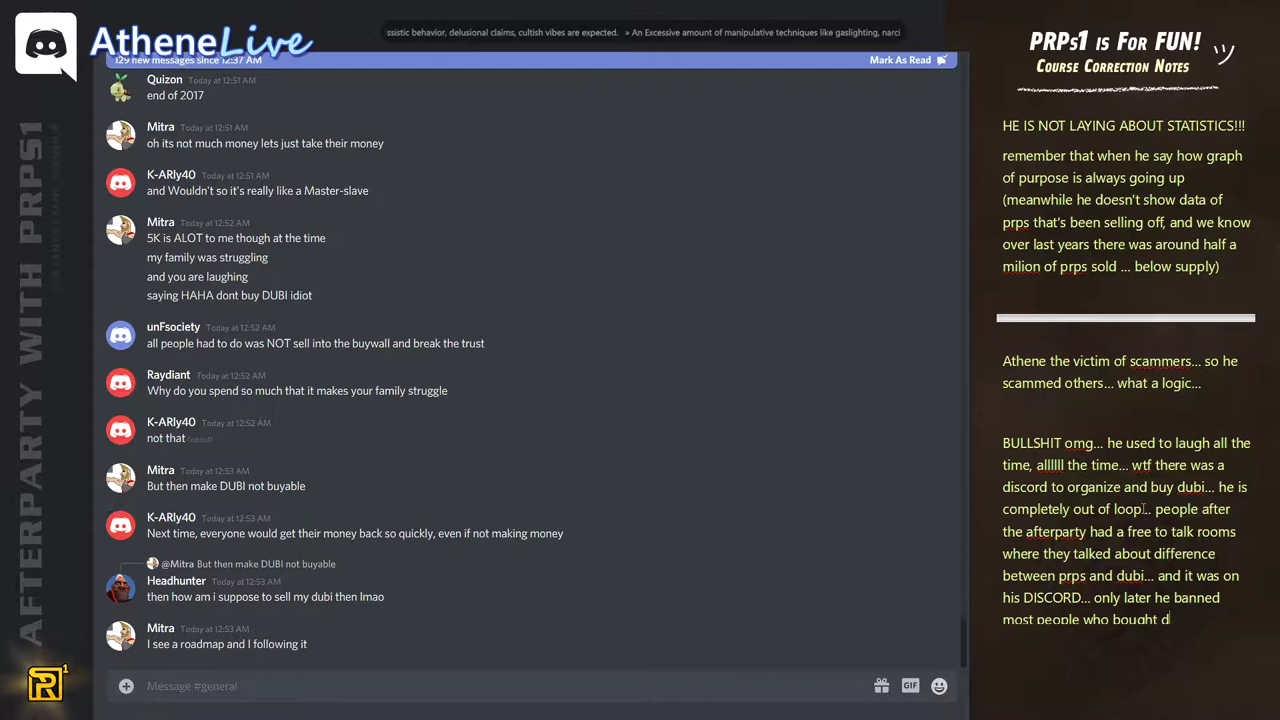 AtheneLive
ssistic behavior, delusional claims, cultish vibes are expected. » An Excessive amount of manipulative techniques like gaslighting, narci
129 new messages since 12:37 AM
Mark As Read
Quizon Today at 12:51 AM
end of 2017
Mitra Today at 12:51 AM
oh its not much money lets just take their money
K-ARly40 Today at 12:51 AM
and Wouldn't so it's really like a Master-slave
Mitra Today at 12:52 AM
5K is ALOT to me though at the time
my family was struggling
and you are laughing
saying HAHA dont buy DUBI idiot
unFsociety Today at 12:52 AM
all people had to do was NOT sell into the buywall and break the trust
Raydiant Today at 12:52 AM
Why do you spend so much that it makes your family struggle
K-ARly40 Today at 12:52 AM
not that (edited)
Mitra Today at 12:53 AM
But then make DUBI not buyable
K-ARly40 Today at 12:53 AM
Next time, everyone would get their money back so quickly, even if not making money
@Mitra But then make DUBI not buyable
Headhunter Today at 12:53 AM
then how am i suppose to sell my dubi then lmao
Mitra Today at 12:53 AM
I see a roadmap and I following it
Message #general
GIF
AFTERPARTY WITH PRPS1
PRPs1 is For FUN! ツ
Course Correction Notes
HE IS NOT LAYING ABOUT STATISTICS!!!
remember that when he say how graph
of purpose is always going up
(meanwhile he doesn't show data of
prps that's been selling off, and we know
over last years there was around half a
milion of prps sold ... below supply)
Athene the victim of scammers... so he
scammed others... what a logic...
BULLSHIT omg... he used to laugh all the
time, allllll the time... wtf there was a
discord to organize and buy dubi... he is
completely out of loop... people after
the afterparty had a free to talk rooms
where they talked about difference
between prps and dubi... and it was on
his DISCORD... only later he banned
most people who bought d